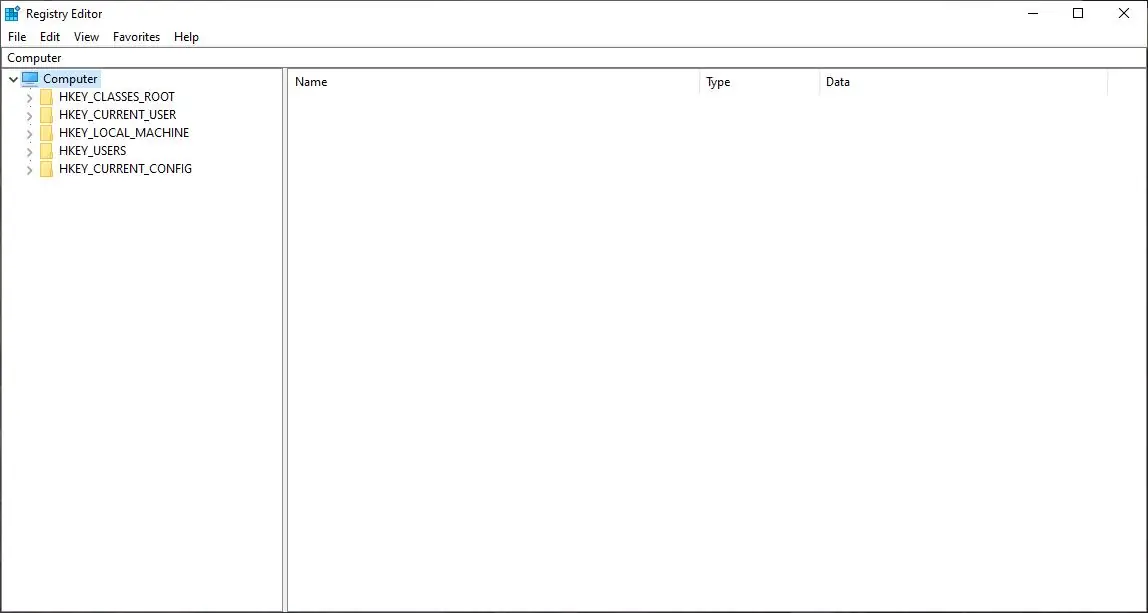 Registry Editor
File Edit View Favorites Help
Computer
Computer
HKEY_CLASSES_ROOT
HKEY_CURRENT_USER
HKEY_LOCAL_MACHINE
HKEY_USERS
HKEY_CURRENT_CONFIG
Name Type Data